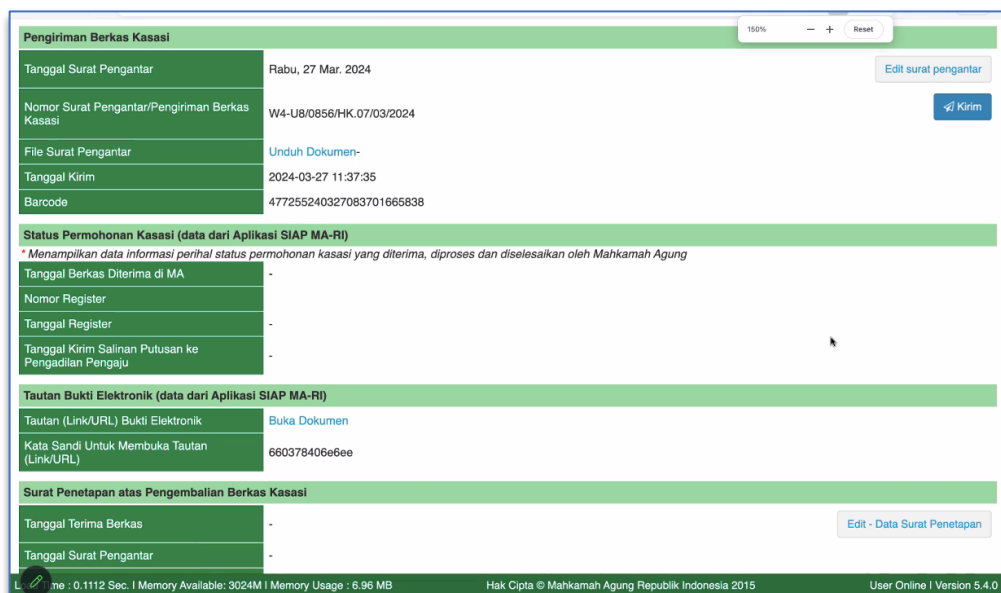 150% − + Reset
Pengiriman Berkas Kasasi
Tanggal Surat Pengantar Rabu, 27 Mar. 2024 Edit surat pengantar
Nomor Surat Pengantar/Pengiriman Berkas
Kasasi W4-U8/0856/HK.07/03/2024 Kirim
File Surat Pengantar Unduh Dokumen-
Tanggal Kirim 2024-03-27 11:37:35
Barcode 477255240327083701665838
Status Permohonan Kasasi (data dari Aplikasi SIAP MA-RI)
* Menampilkan data informasi perihal status permohonan kasasi yang diterima, diproses dan diselesaikan oleh Mahkamah Agung
Tanggal Berkas Diterima di MA -
Nomor Register
Tanggal Register -
Tanggal Kirim Salinan Putusan ke
Pengadilan Pengaju -
Tautan Bukti Elektronik (data dari Aplikasi SIAP MA-RI)
Tautan (Link/URL) Bukti Elektronik Buka Dokumen
Kata Sandi Untuk Membuka Tautan
(Link/URL) 660378406e6ee
Surat Penetapan atas Pengembalian Berkas Kasasi
Tanggal Terima Berkas - Edit - Data Surat Penetapan
Tanggal Surat Pengantar -
: 0.1112 Sec. | Memory Available: 3024M | Memory Usage : 6.96 MB Hak Cipta © Mahkamah Agung Republik Indonesia 2015 User Online | Version 5.4.0